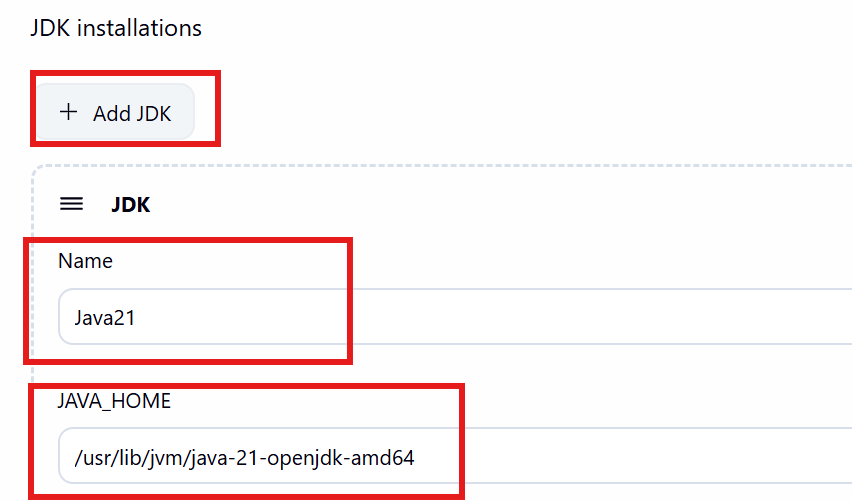 JDK installations
+ Add JDK
JDK
Name
Java21
JAVA_HOME
/usr/lib/jvm/java-21-openjdk-amd64